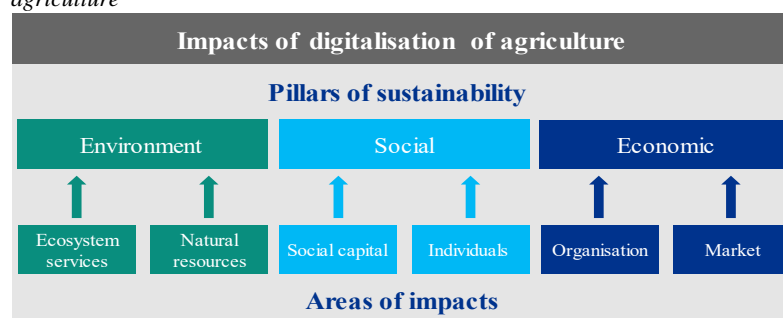 agriculture
Impacts of digitalisation of agriculture
Pillars of sustainability
Environment
Social
Economic
Ecosystem
services
Natural
resources
Social capital
Individuals
Organisation
Market
Areas of impacts